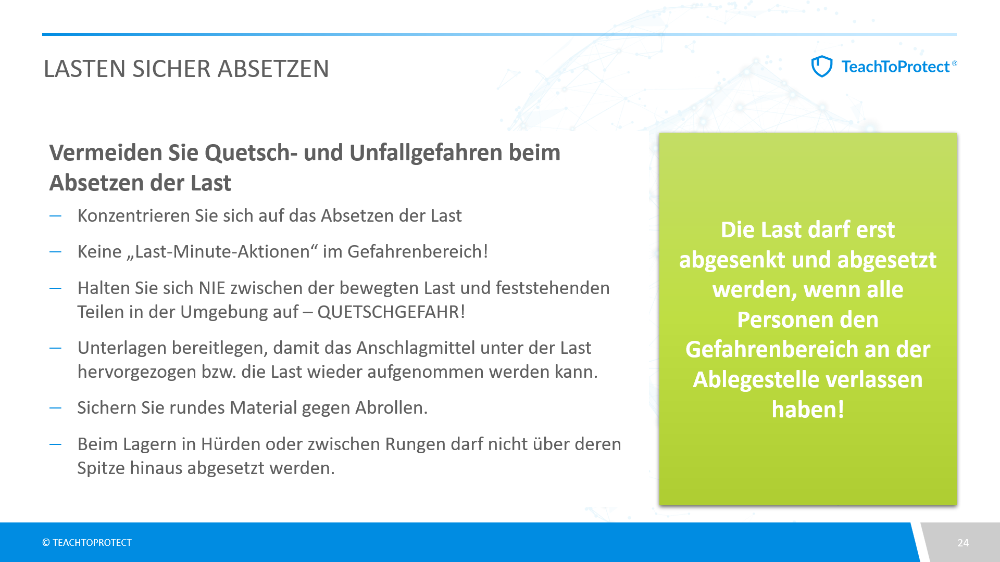 LASTEN SICHER ABSETZEN
TeachToProtect®
Vermeiden Sie Quetsch- und Unfallgefahren beim
Absetzen der Last
– Konzentrieren Sie sich auf das Absetzen der Last
– Keine „Last-Minute-Aktionen“ im Gefahrenbereich!
– Halten Sie sich NIE zwischen der bewegten Last und feststehenden
Teilen in der Umgebung auf – QUETSCHGEFAHR!
– Unterlagen bereitlegen, damit das Anschlagmittel unter der Last
hervorgezogen bzw. die Last wieder aufgenommen werden kann.
– Sichern Sie rundes Material gegen Abrollen.
– Beim Lagern in Hürden oder zwischen Rungen darf nicht über deren
Spitze hinaus abgesetzt werden.
Die Last darf erst
abgesenkt und abgesetzt
werden, wenn alle
Personen den
Gefahrenbereich an der
Ablegestelle verlassen
haben!
© TEACHTOPROTECT
24